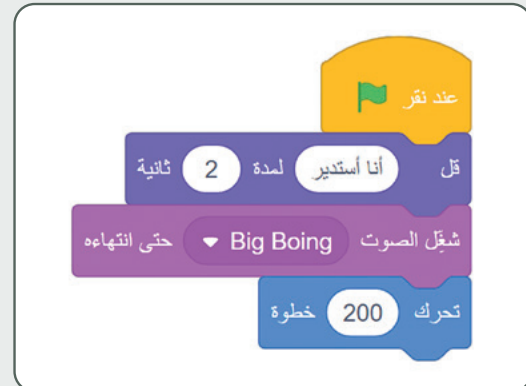 عند نقر
قل أنا أستدير لمدة 2 ثانية
شغّل الصوت Big Boing حتى انتهاءه
تحرك 200 خطوة